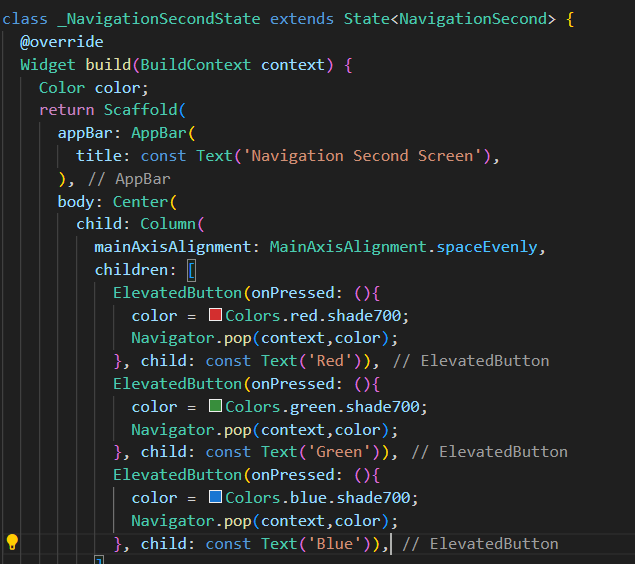 class _NavigationSecondState extends State<NavigationSecond> {
  @override
  Widget build(BuildContext context) {
    Color color;
    return Scaffold(
      appBar: AppBar(
        title: const Text('Navigation Second Screen'),
      ), // AppBar
      body: Center(
        child: Column(
          mainAxisAlignment: MainAxisAlignment.spaceEvenly,
          children: [
            ElevatedButton(onPressed: (){
              color = Colors.red.shade700;
              Navigator.pop(context,color);
            }, child: const Text('Red')), // ElevatedButton
            ElevatedButton(onPressed: (){
              color = Colors.green.shade700;
              Navigator.pop(context,color);
            }, child: const Text('Green')), // ElevatedButton
            ElevatedButton(onPressed: (){
              color = Colors.blue.shade700;
              Navigator.pop(context,color);
            }, child: const Text('Blue')), // ElevatedButton
          ]